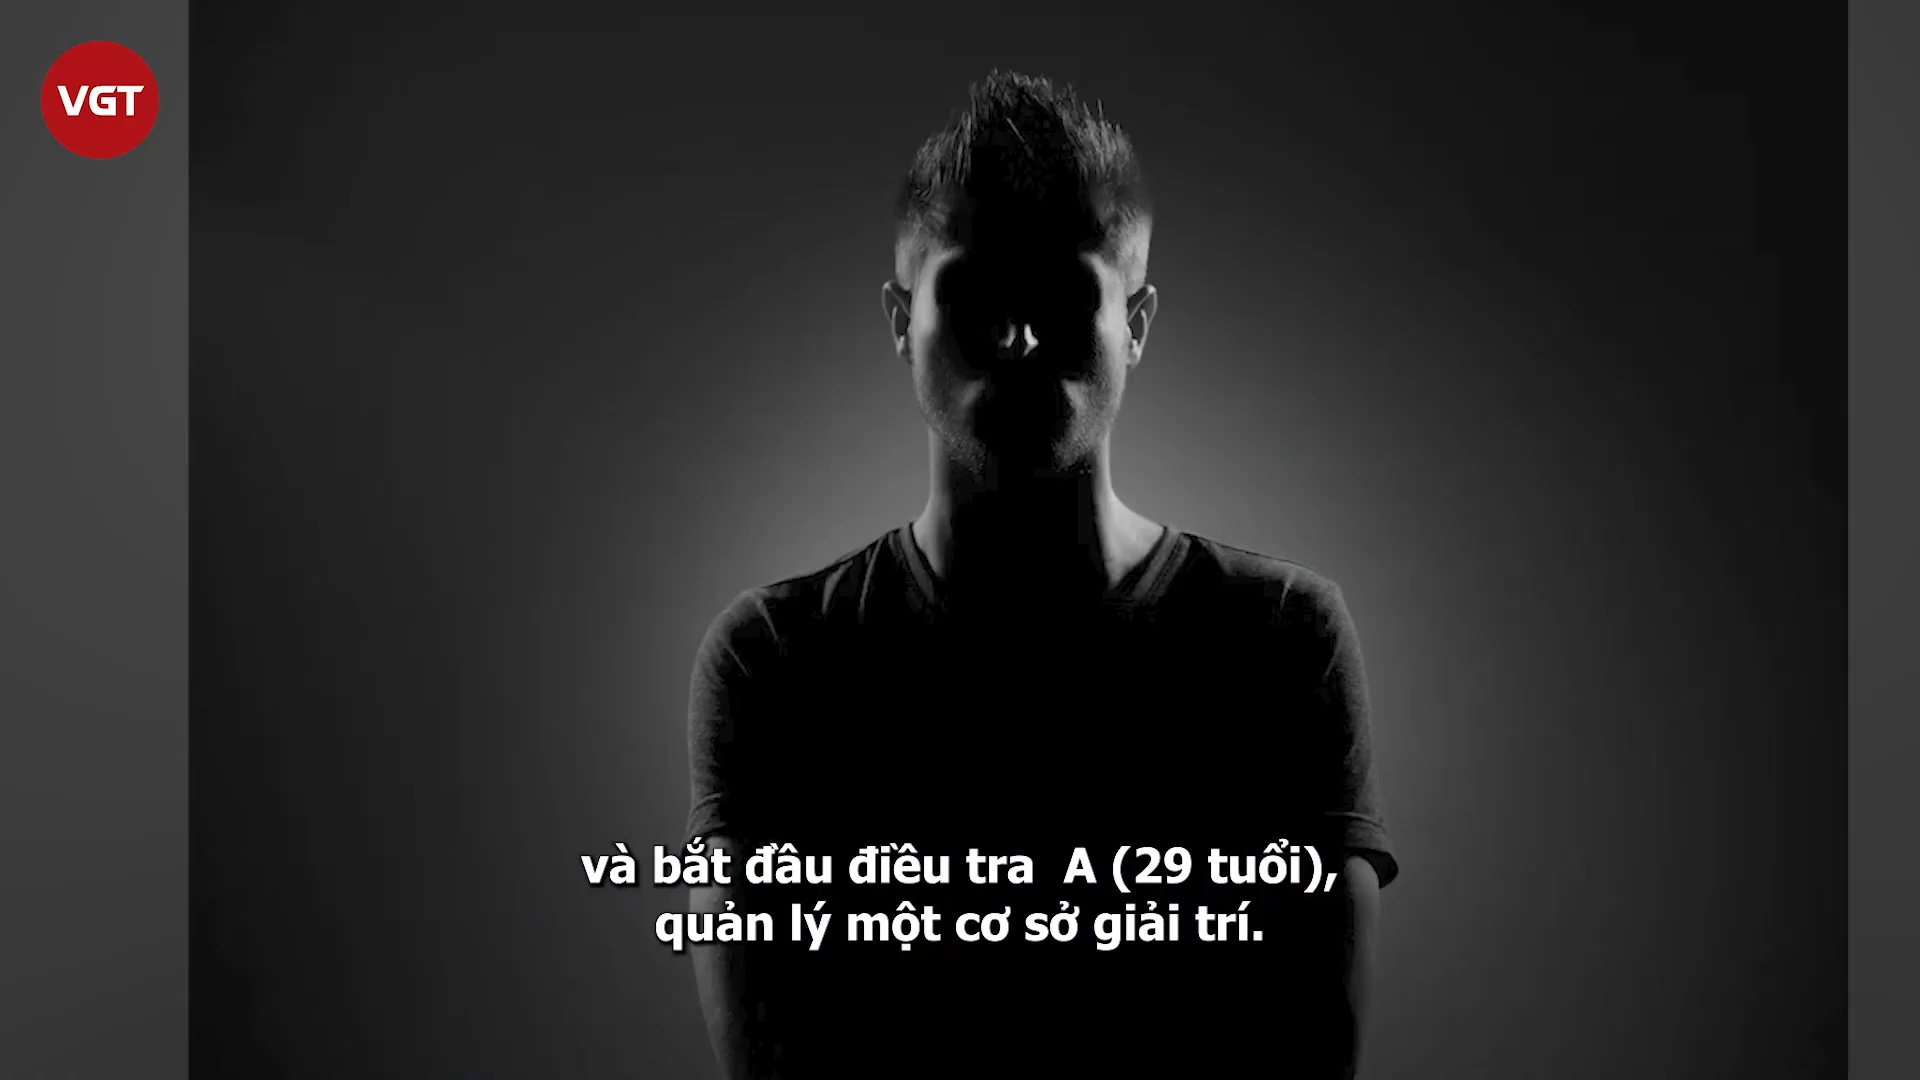 VGT
và bắt đầu điều tra  A (29 tuổi),
quản lý một cơ sở giải trí.